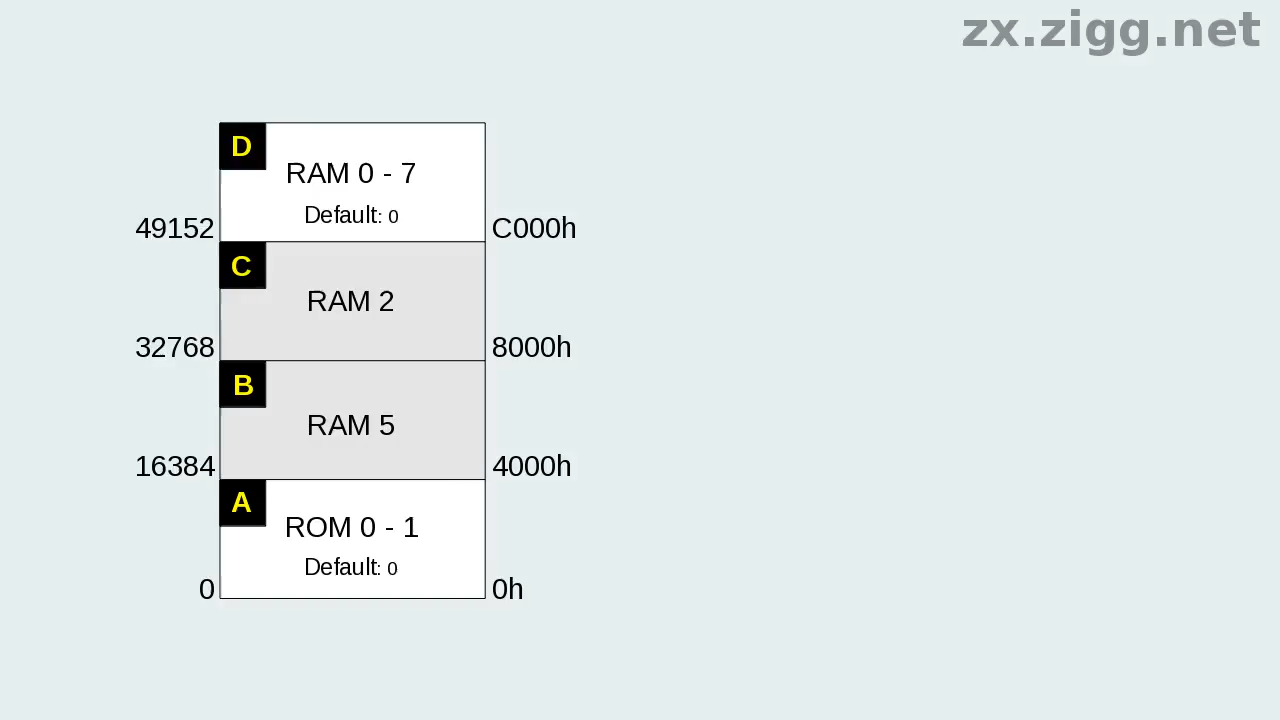 zx.zigg.net
D
RAM 0 - 7
Default: 0
49152
C000h
C
RAM 2
32768
8000h
B
RAM 5
16384
4000h
A
ROM 0 - 1
Default: 0
0
0h